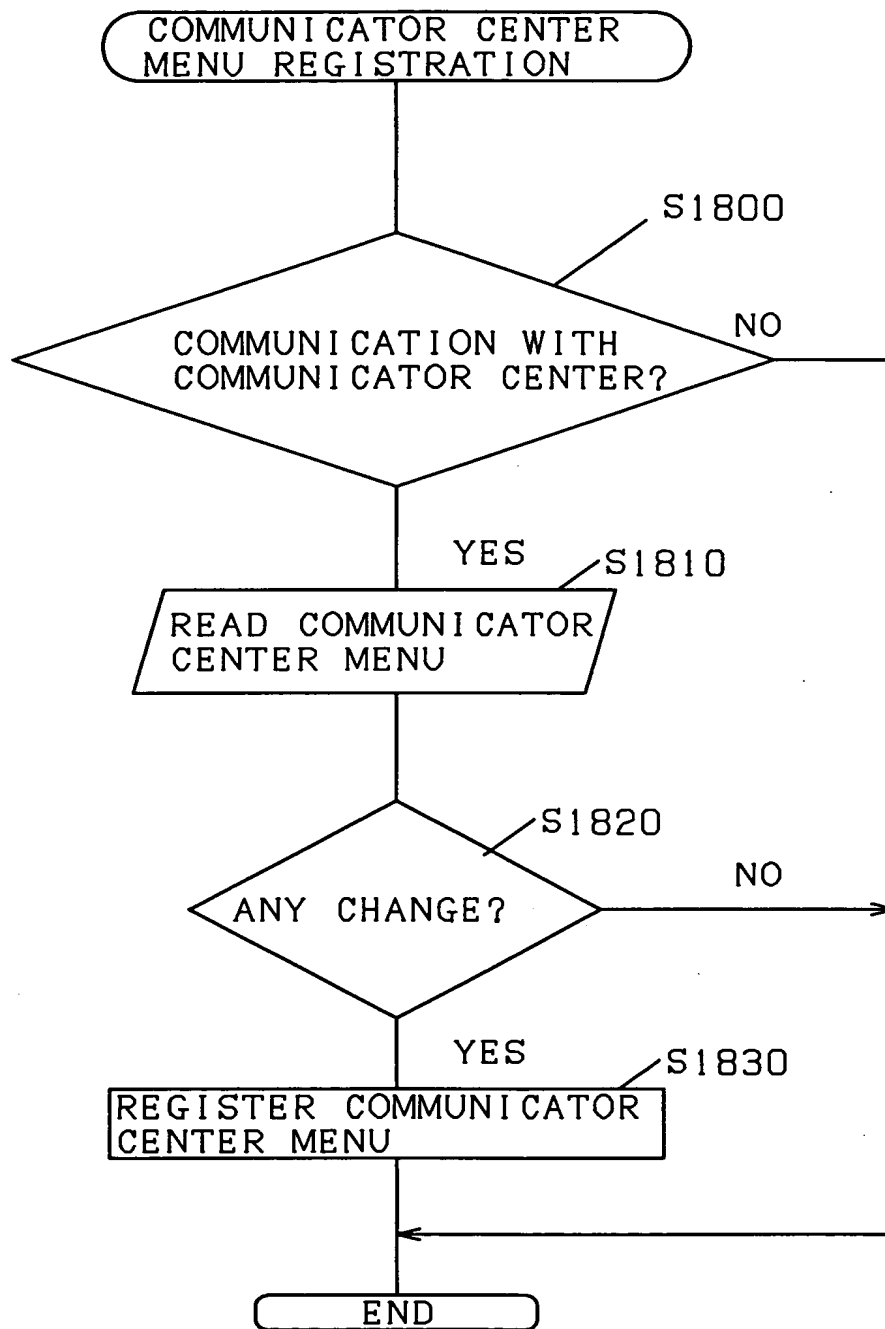 COMMUNICATOR CENTER
MENU REGISTRATION
S1800
NO
COMMUNICATION WITH
COMMUNICATOR CENTER?
YES
S1810
READ COMMUNICATOR
CENTER MENU
S1820
NO
ANY CHANGE?
YES
S1830
REGISTER COMMUNICATOR
CENTER MENU
END